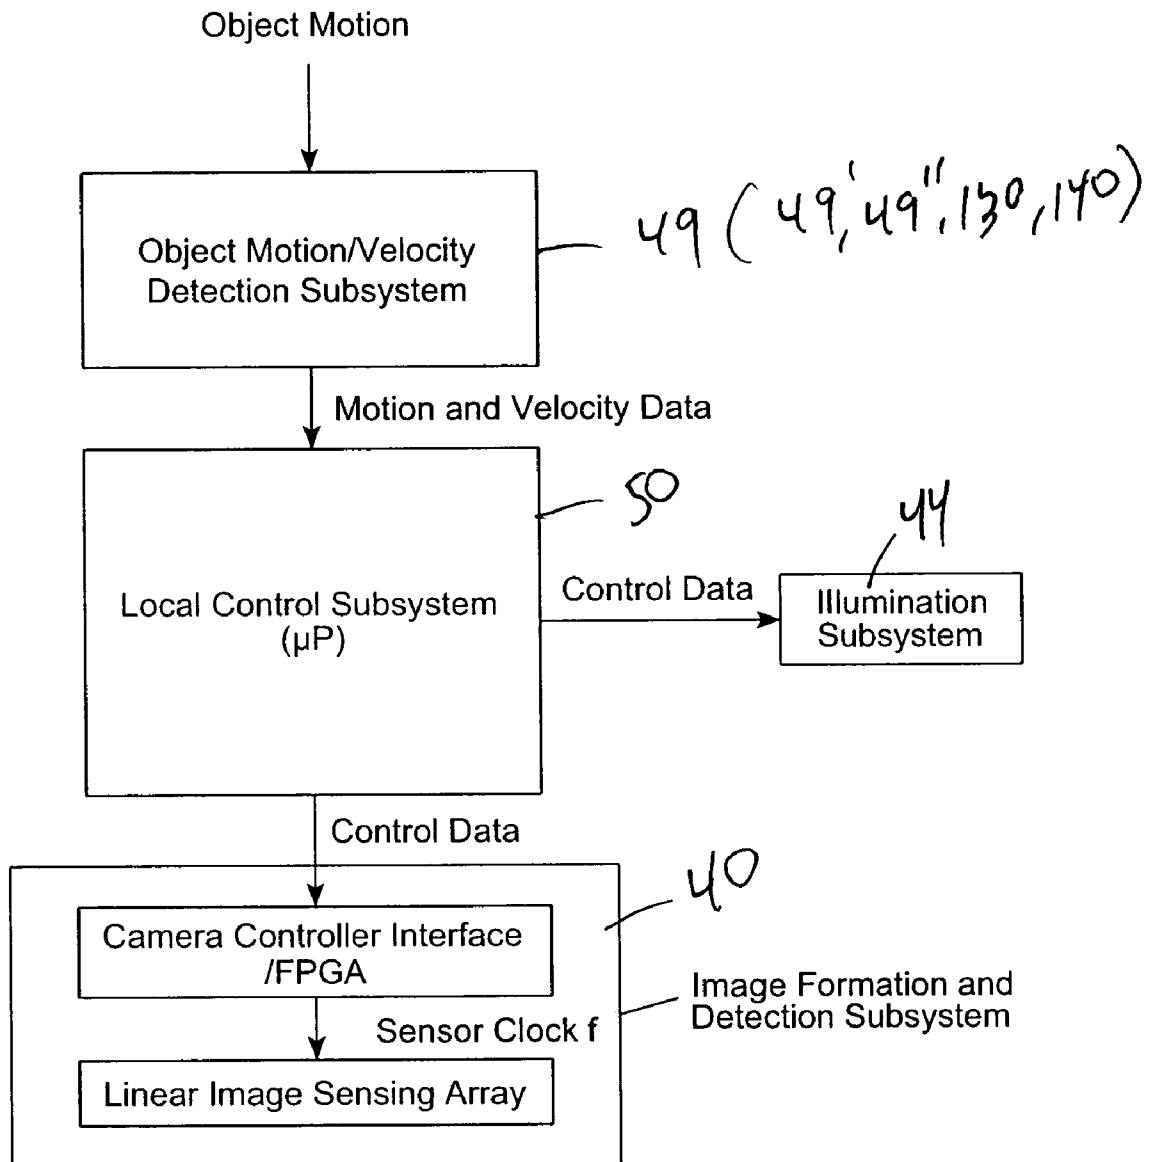 Object Motion
Object Motion/Velocity
Detection Subsystem
49 (49', 49", 130, 140)
Motion and Velocity Data
50
44
Local Control Subsystem
(µP)
Control Data
Illumination
Subsystem
Control Data
40
Camera Controller Interface
/FPGA
Image Formation and
Detection Subsystem
Sensor Clock f
Linear Image Sensing Array